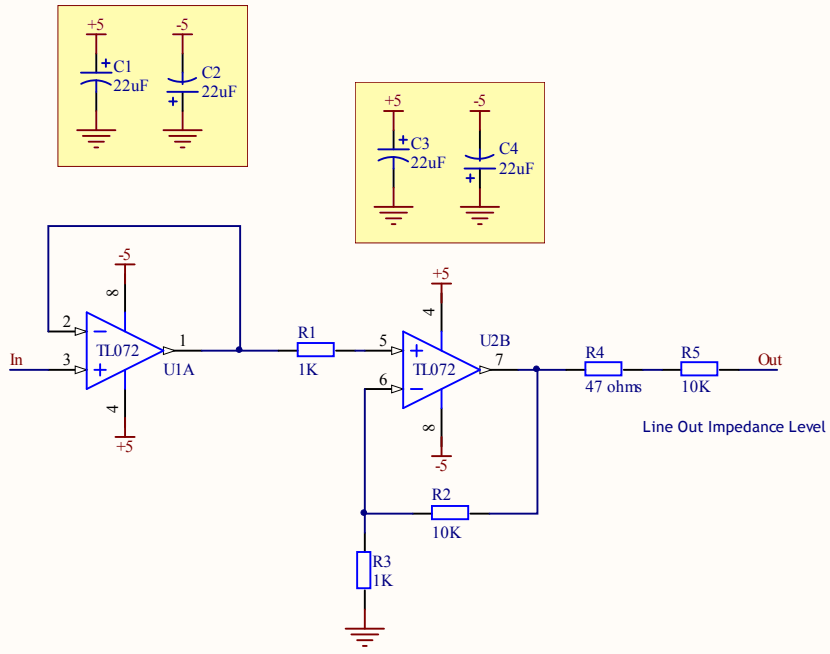 +5
-5
+
C1
22uF
C2
22uF
+
+5
-5
+
C3
22uF
C4
22uF
+
-5
8
2
−
TL072
1
In
3
+
U1A
4
+5
R1
1K
+5
4
5
+
U2B
TL072
7
6
−
8
-5
R4
47 ohms
R5
10K
Out
Line Out Impedance Level
R2
10K
R3
1K